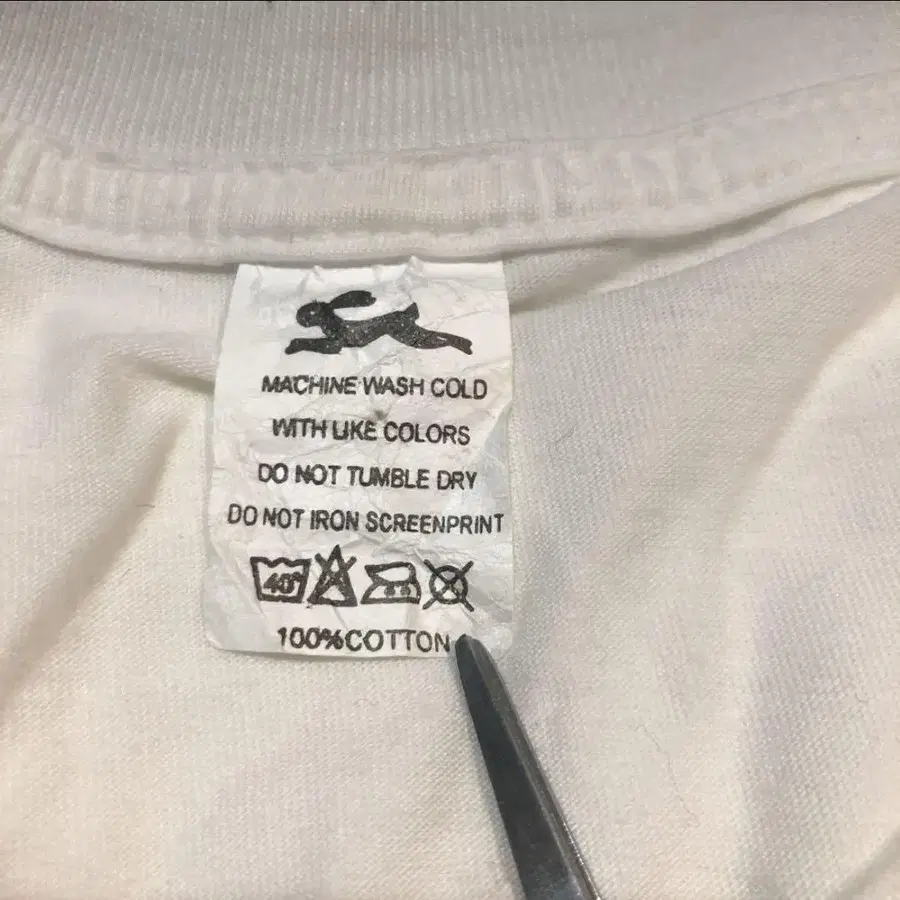 MACHINE WASH COLD
WITH LIKE COLORS
DO NOT TUMBLE DRY
DO NOT IRON SCREENPRINT
40°
100%COTTON